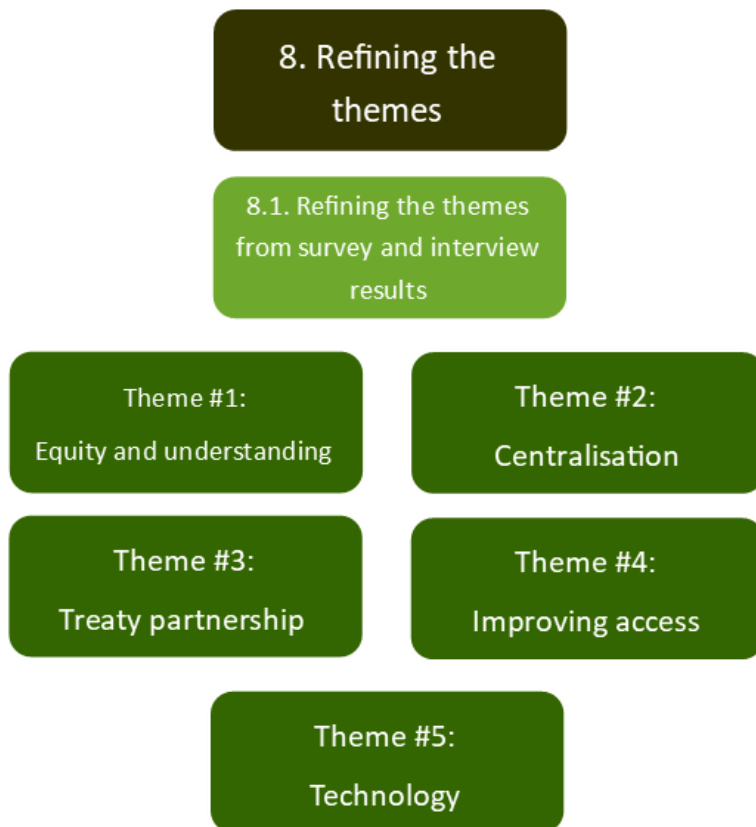 8. Refining the
themes
8.1. Refining the themes
from survey and interview
results
Theme #1:
Equity and understanding
Theme #2:
Centralisation
Theme #3:
Treaty partnership
Theme #4:
Improving access
Theme #5:
Technology